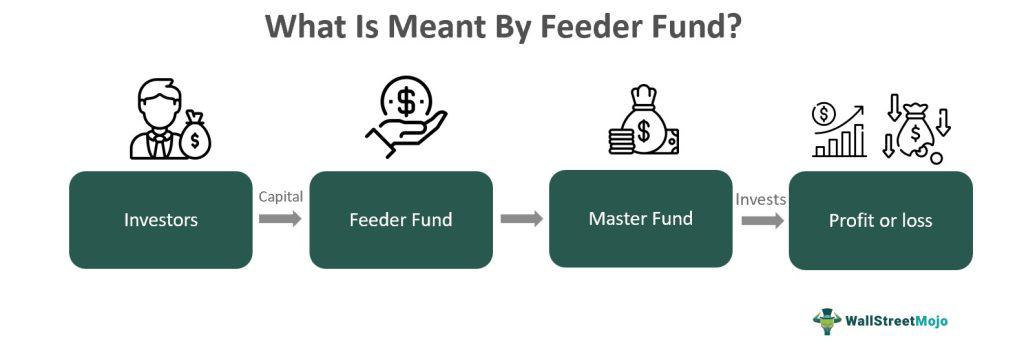 What Is Meant By Feeder Fund?
$
$
$
$
$
Investors
Capital
Feeder Fund
Master Fund
Invests
Profit or loss
WallStreetMojo